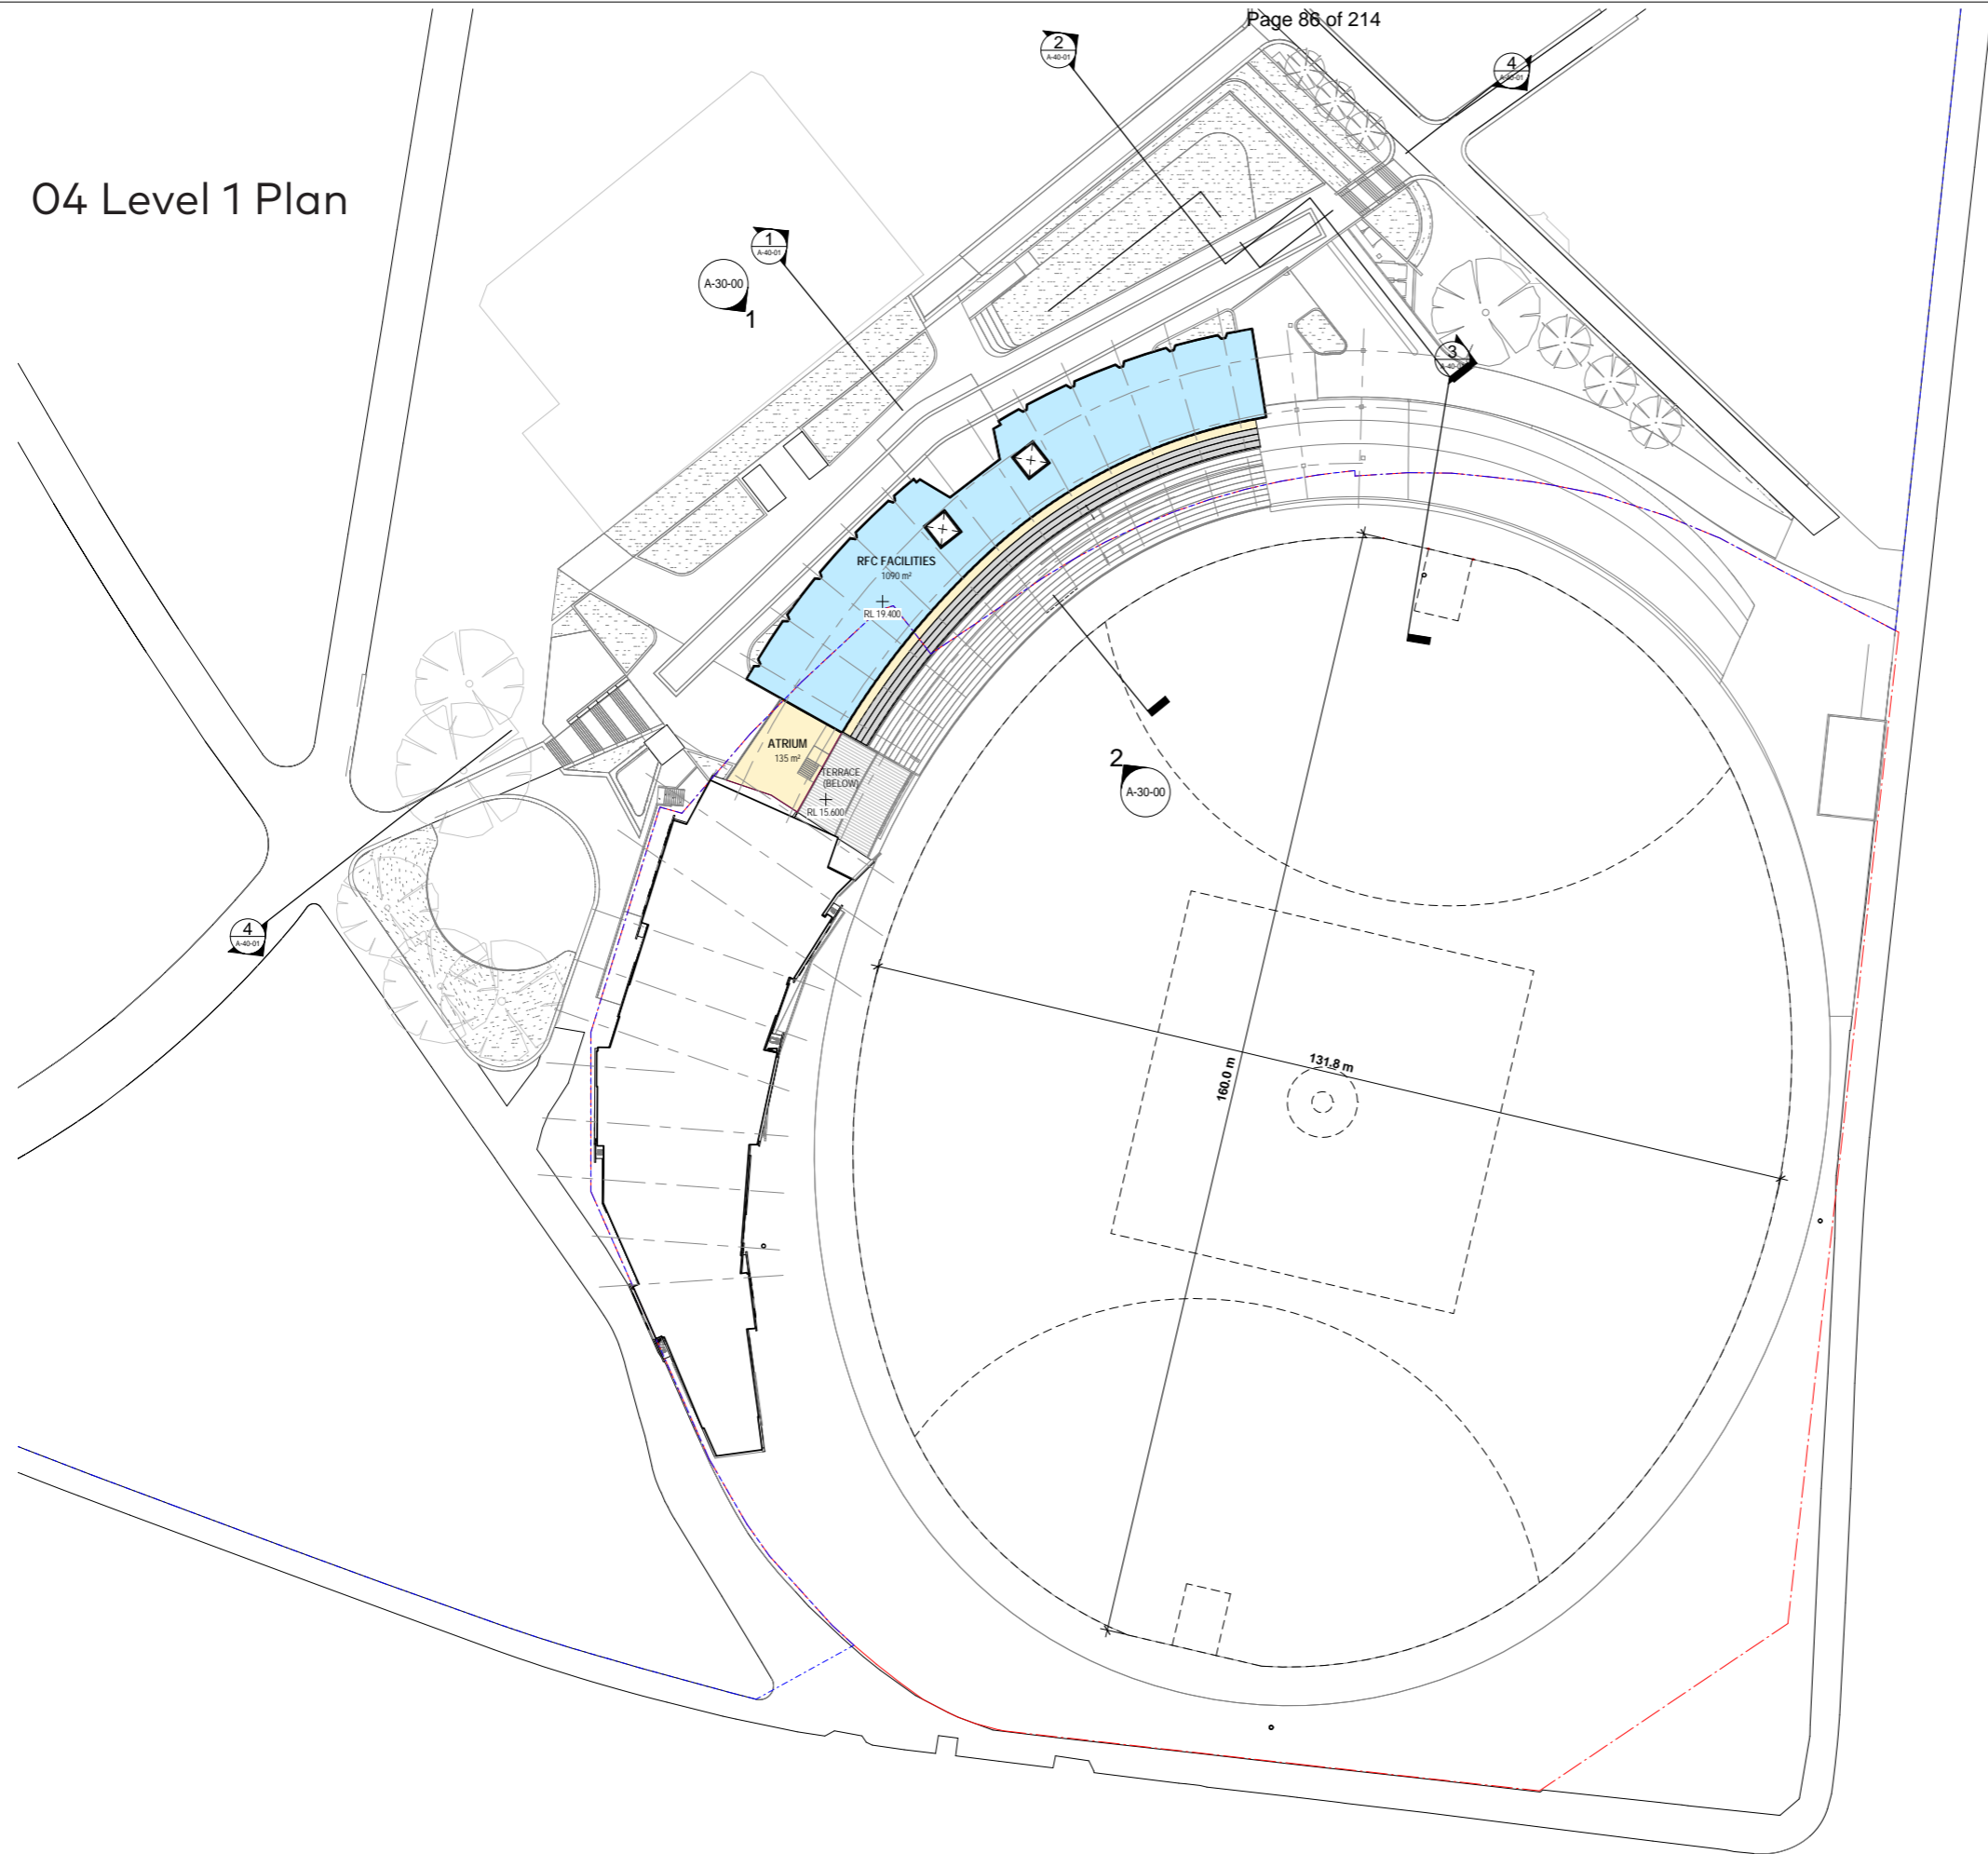 Page 86 of 214
04 Level 1 Plan
2
A-40-01
4
A-40-01
1
A-40-01
A-30-00
1
3
RFC FACILITIES
1090 m²
RL 19.400
ATRIUM
135 m²
TERRACE
(BELOW)
RL 15.600
2
A-30-00
4
A-40-01
131.8 m
160.0 m